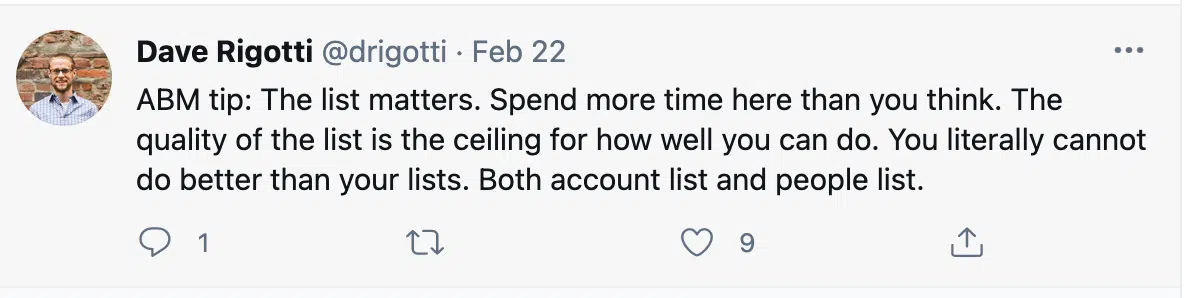 Dave Rigotti @drigotti · Feb 22
ABM tip: The list matters. Spend more time here than you think. The
quality of the list is the ceiling for how well you can do. You literally cannot
do better than your lists. Both account list and people list.
1 9